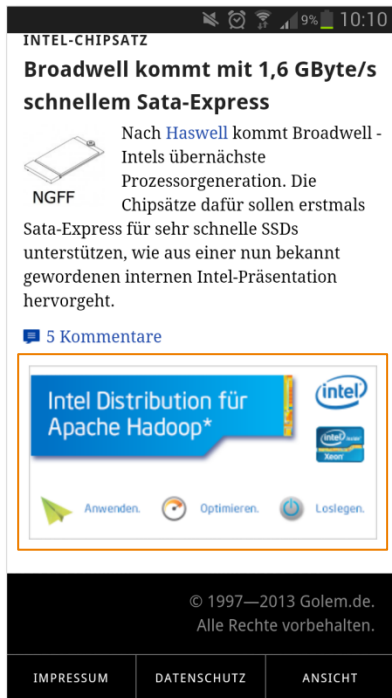 9% 10:10
INTEL-CHIPSATZ
Broadwell kommt mit 1,6 GByte/s
schnellem Sata-Express
Nach Haswell kommt Broadwell -
Intels übernächste
Prozessorgeneration. Die
NGFF
Chipsätze dafür sollen erstmals
Sata-Express für sehr schnelle SSDs
unterstützen, wie aus einer nun bekannt
gewordenen internen Intel-Präsentation
hervorgeht.
5 Kommentare
Intel Distribution für
Apache Hadoop*
(intel)
(intel)
Xeon
Anwenden. Optimieren. Loslegen.
© 1997—2013 Golem.de.
Alle Rechte vorbehalten.
IMPRESSUM DATENSCHUTZ ANSICHT